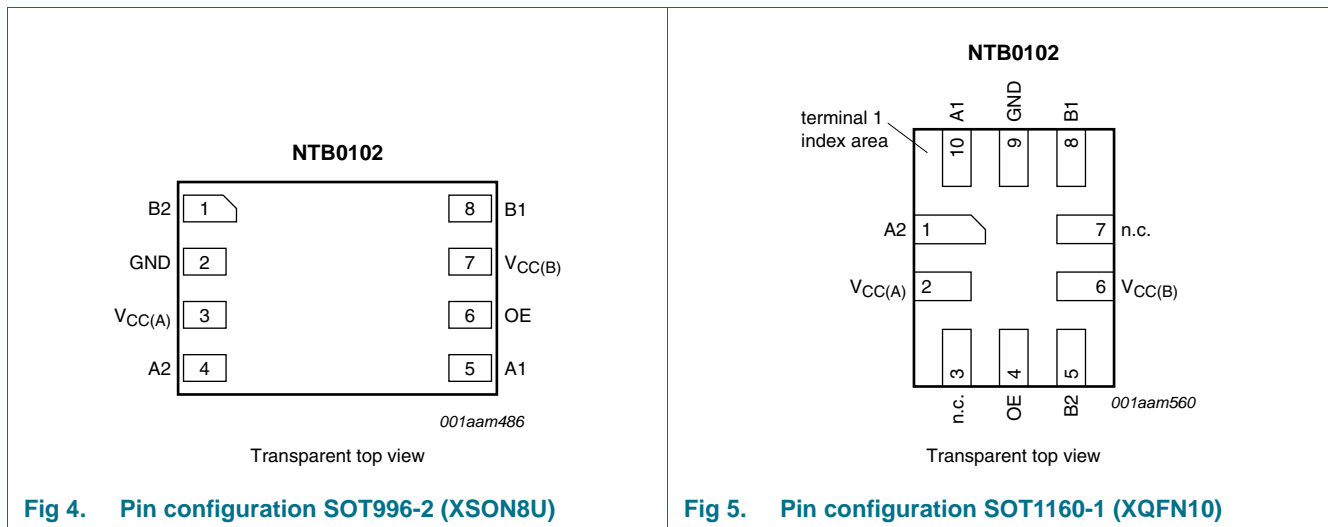 NTB0102
B2 1 8 B1
GND 2 7 VCC(B)
VCC(A) 3 6 OE
A2 4 5 A1
001aam486
Transparent top view
Fig 4. Pin configuration SOT996-2 (XSON8U)
NTB0102
terminal 1
index area
A1 GND B1
10 9 8
A2 1 7 n.c.
VCC(A) 2 6 VCC(B)
3 4 5
n.c. OE B2
001aam560
Transparent top view
Fig 5. Pin configuration SOT1160-1 (XQFN10)